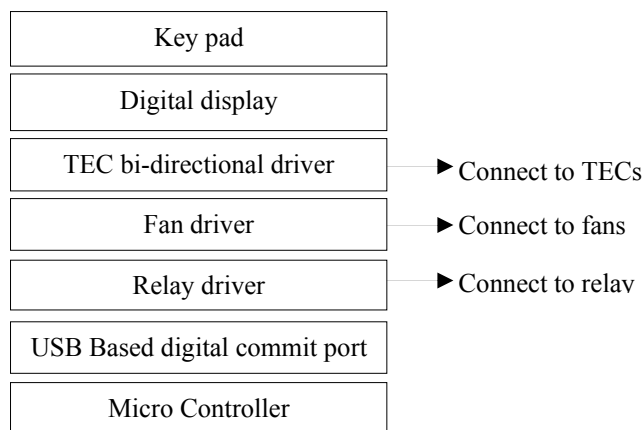 Key pad
Digital display
TEC bi-directional driver
Connect to TECs
Fan driver
Connect to fans
Relay driver
Connect to relay
USB Based digital commit port
Micro Controller